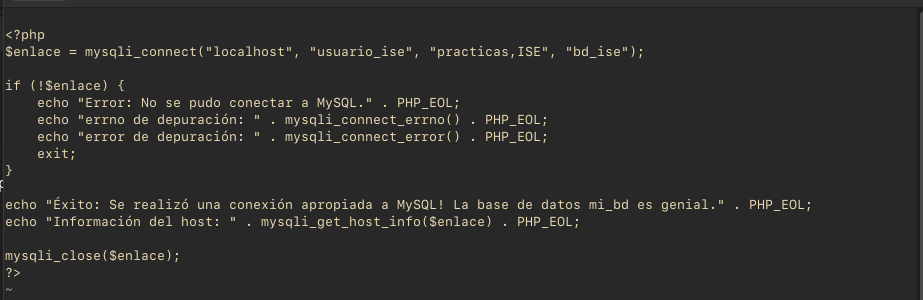 <?php
$enlace = mysqli_connect("localhost", "usuario_ise", "practicas,ISE", "bd_ise");

if (!$enlace) {
    echo "Error: No se pudo conectar a MySQL." . PHP_EOL;
    echo "errno de depuración: " . mysqli_connect_errno() . PHP_EOL;
    echo "error de depuración: " . mysqli_connect_error() . PHP_EOL;
    exit;
}

echo "Éxito: Se realizó una conexión apropiada a MySQL! La base de datos mi_bd es genial." . PHP_EOL;
echo "Información del host: " . mysqli_get_host_info($enlace) . PHP_EOL;

mysqli_close($enlace);
?>
~